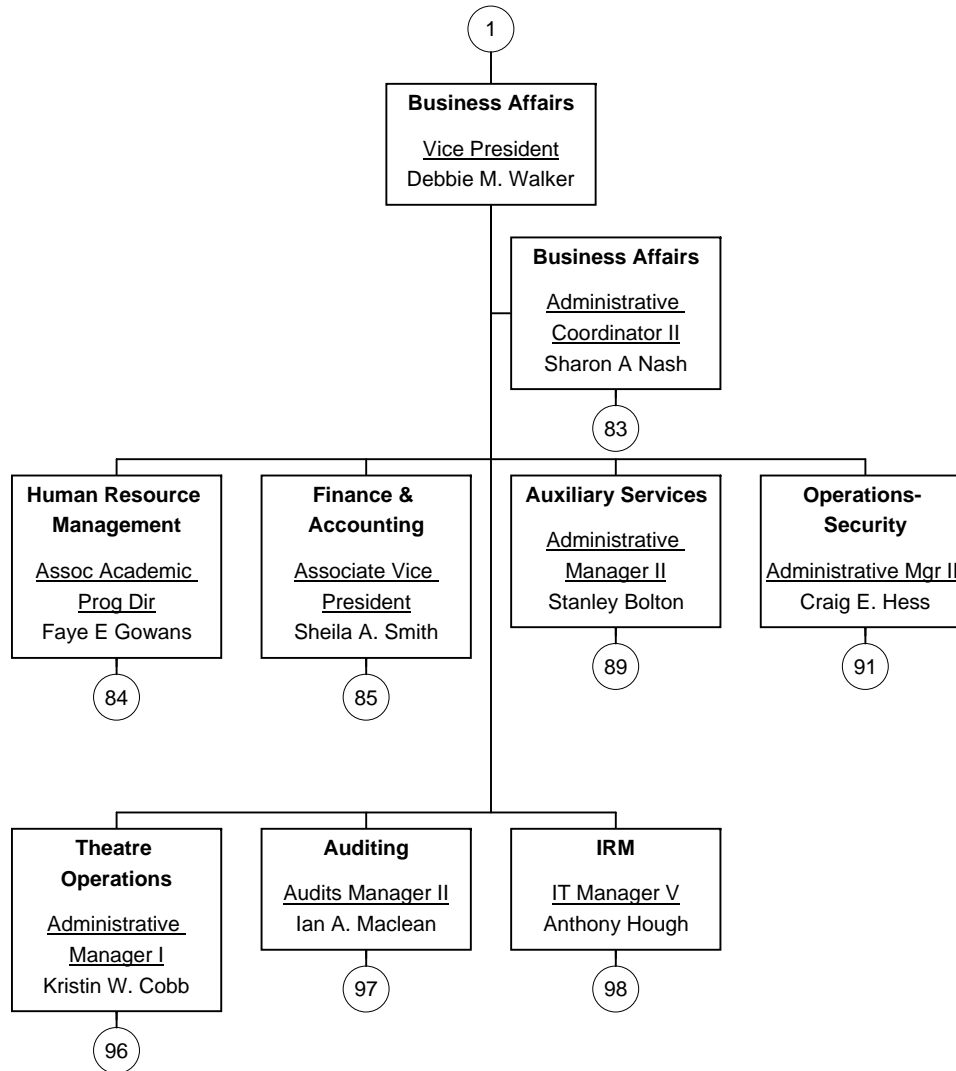 1
Business Affairs
Vice President
Debbie M. Walker
Business Affairs
Administrative
Coordinator II
Sharon A Nash
83
Human Resource
Management
Assoc Academic
Prog Dir
Faye E Gowans
84
Finance &
Accounting
Associate Vice
President
Sheila A. Smith
85
Auxiliary Services
Administrative
Manager II
Stanley Bolton
89
Operations-
Security
Administrative Mgr II
Craig E. Hess
91
Theatre
Operations
Administrative
Manager I
Kristin W. Cobb
96
Auditing
Audits Manager II
Ian A. Maclean
97
IRM
IT Manager V
Anthony Hough
98